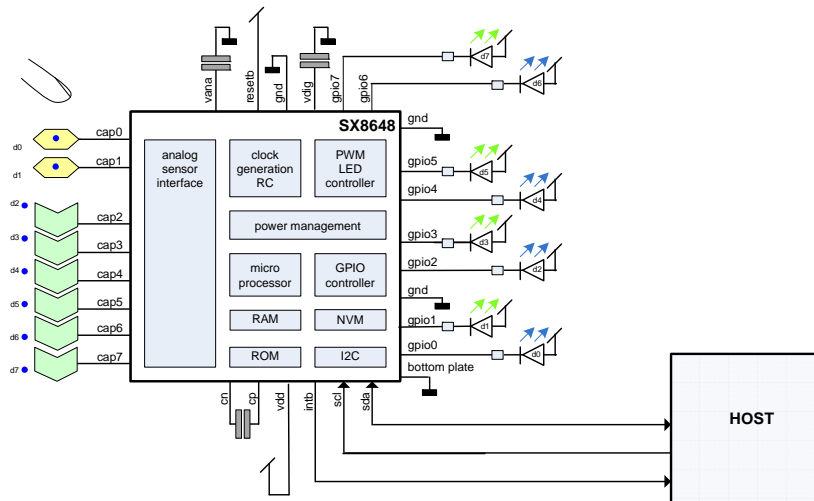 vana
resetb
gnd
vdig
gpio7
gpio6
d7
d6
SX8648
gnd
d0
cap0
d1
cap1
analog
sensor
interface
clock
generation
RC
PWM
LED
controller
gpio5
d5
gpio4
d4
d2
cap2
power management
d3
cap3
gpio3
d3
gpio2
d2
d4
cap4
micro
processor
GPIO
controller
gnd
d5
cap5
RAM
NVM
gpio1
d1
d6
cap6
ROM
I2C
gpio0
d0
d7
cap7
bottom plate
cn
cp
vdd
intb
scl
sda
HOST